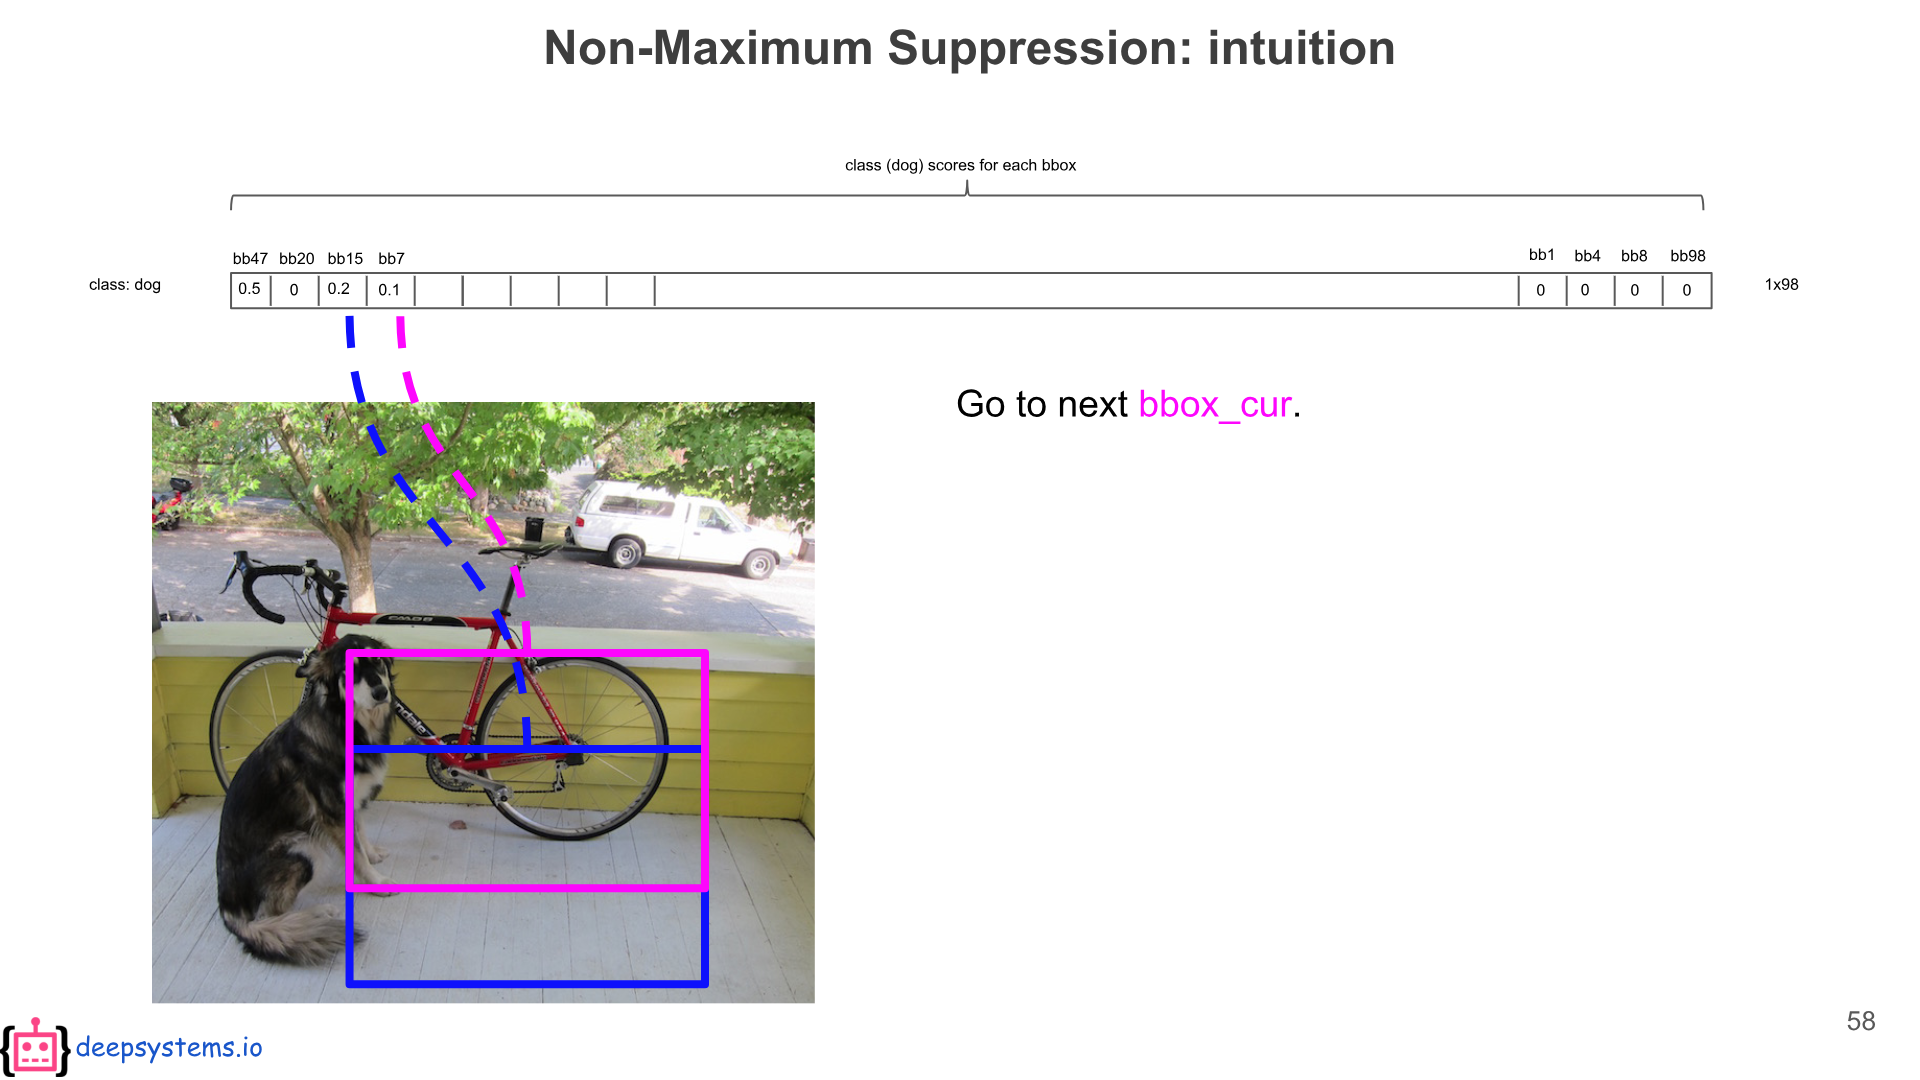 Non-Maximum Suppression: intuition
class (dog) scores for each bbox
bb47 bb20 bb15 bb7 bb1 bb4 bb8 bb98
class: dog 0.5 0 0.2 0.1 0 0 0 0 1x98
Go to next bbox_cur.
ndale
58
deepsystems.io